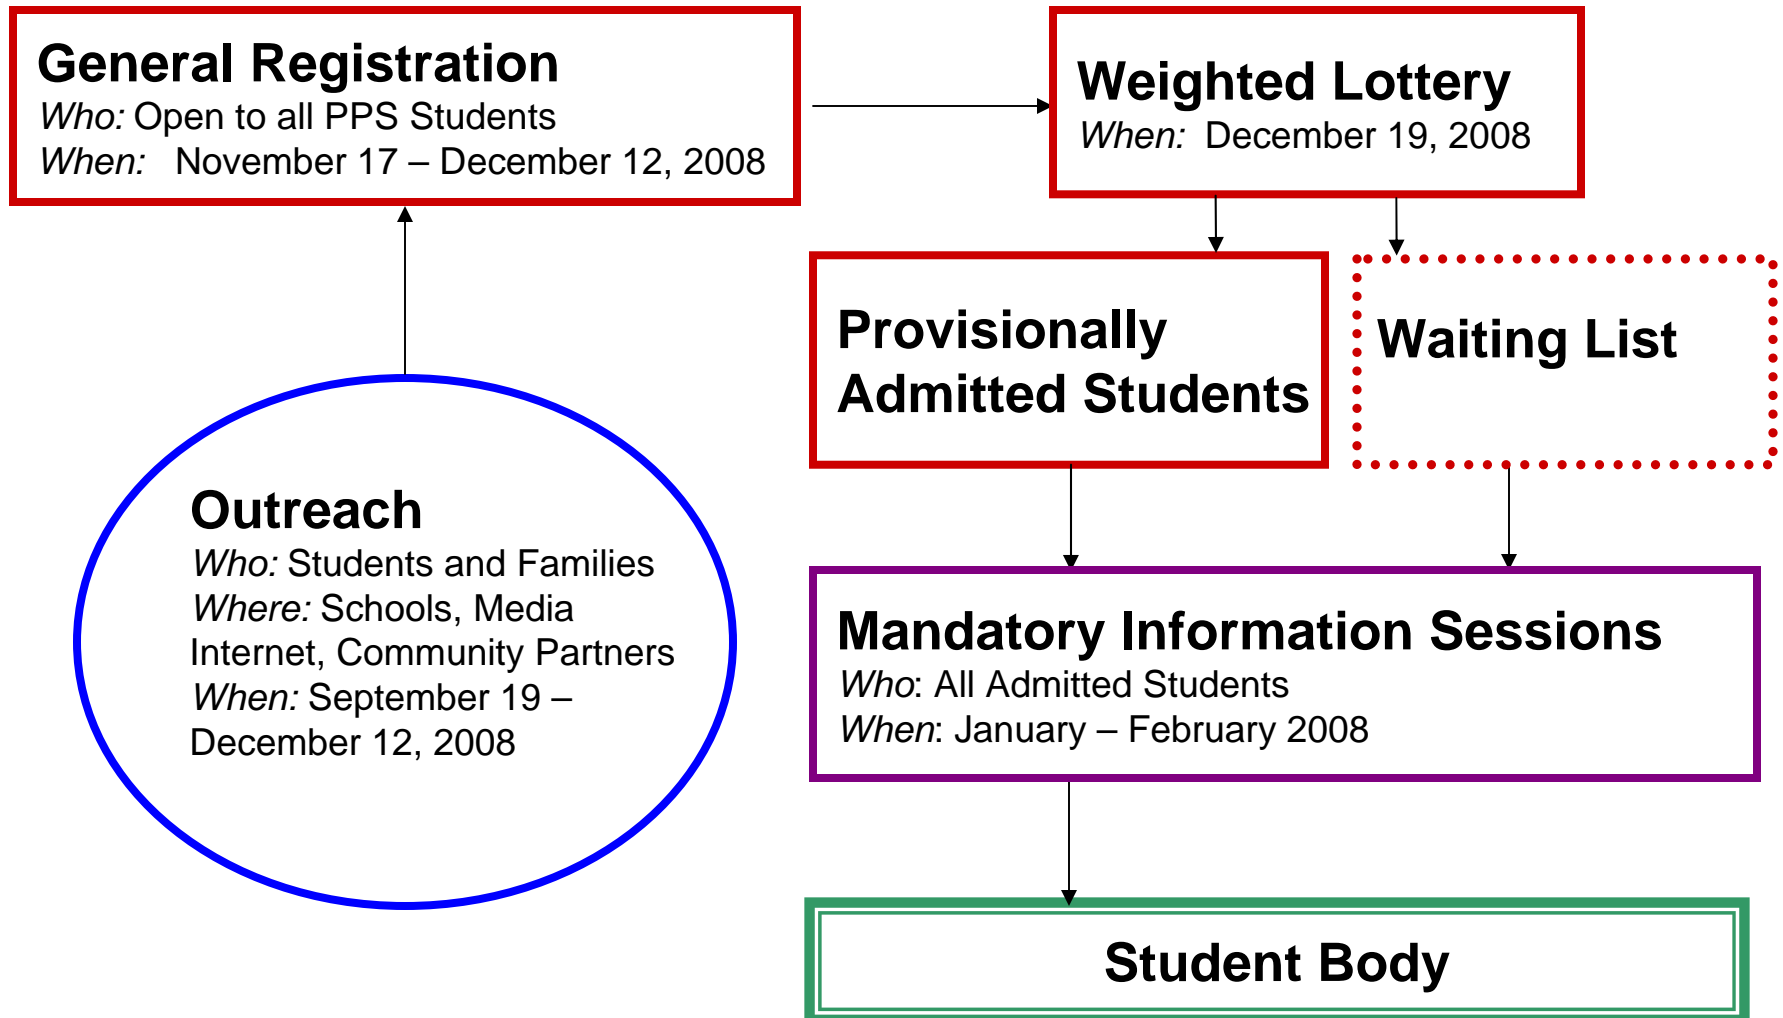 General Registration
Who: Open to all PPS Students
When: November 17 – December 12, 2008
Weighted Lottery
When: December 19, 2008
Provisionally
Admitted Students
Waiting List
Outreach
Who: Students and Families
Where: Schools, Media
Internet, Community Partners
When: September 19 –
December 12, 2008
Mandatory Information Sessions
Who: All Admitted Students
When: January – February 2008
Student Body